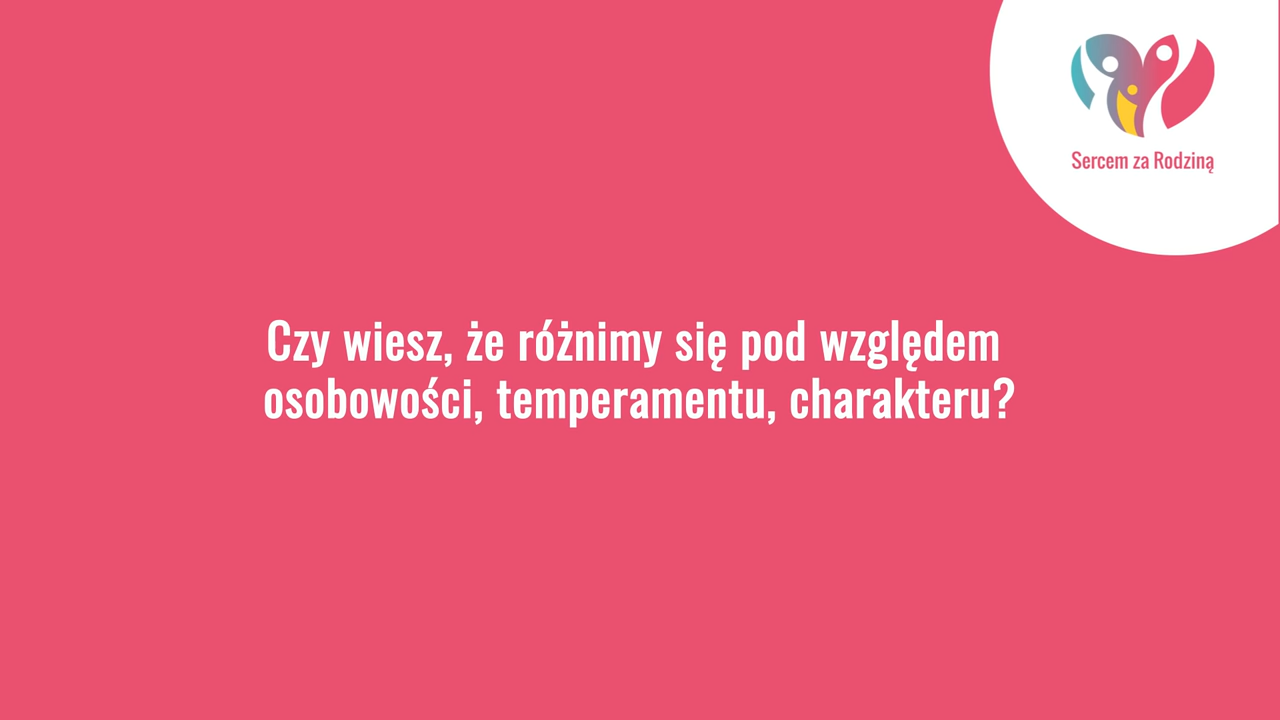 Sercem za Rodziną
Czy wiesz, że różnimy się pod względem
osobowości, temperamentu, charakteru?